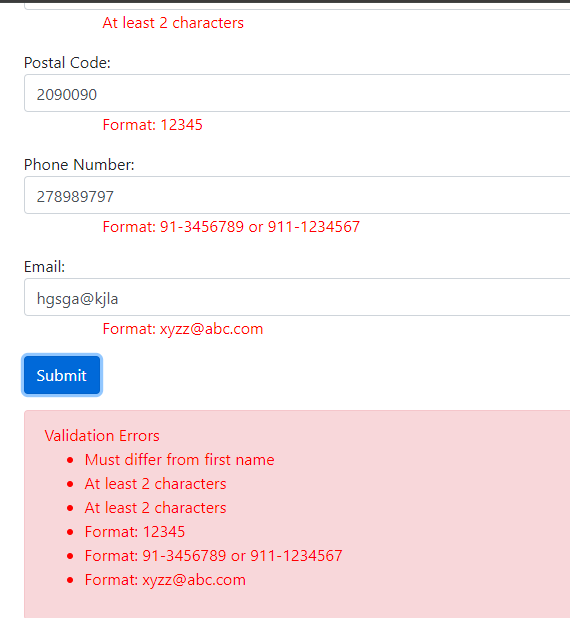 At least 2 characters
Postal Code:
2090090
Format: 12345
Phone Number:
278989797
Format: 91-3456789 or 911-1234567
Email:
hgsga@kjla
Format: xyzz@abc.com
Submit
Validation Errors
• Must differ from first name
• At least 2 characters
• At least 2 characters
• Format: 12345
• Format: 91-3456789 or 911-1234567
• Format: xyzz@abc.com